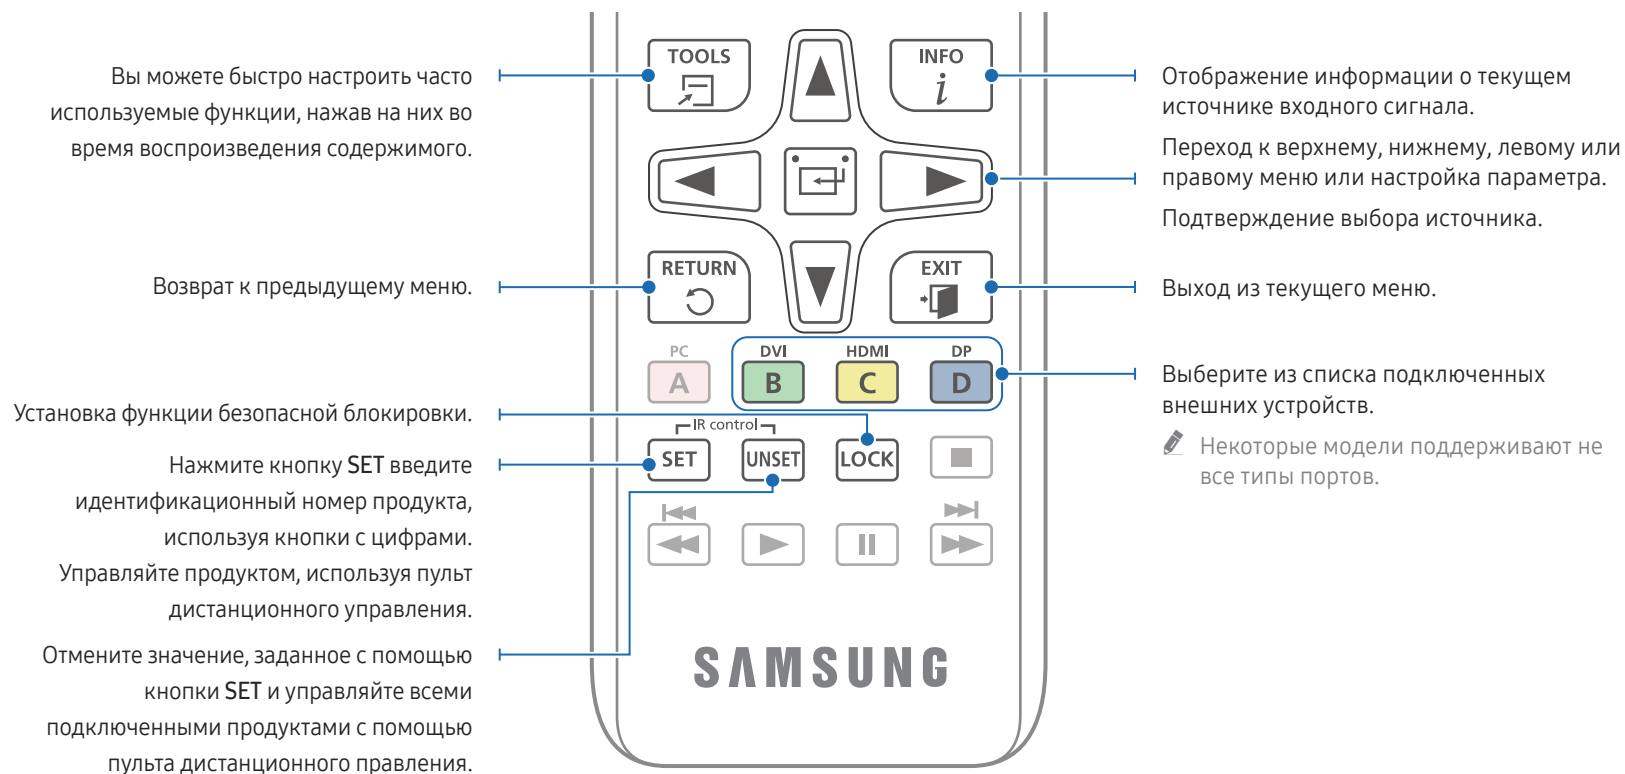 TOOLS
INFO
Вы можете быстро настроить часто
используемые функции, нажав на них во
время воспроизведения содержимого.
Отображение информации о текущем
источнике входного сигнала.
Переход к верхнему, нижнему, левому или
правому меню или настройка параметра.
Подтверждение выбора источника.
RETURN
EXIT
Возврат к предыдущему меню.
Выход из текущего меню.
PC
DVI
HDMI
DP
A
B
C
D
Выберите из списка подключенных
внешних устройств.
Некоторые модели поддерживают не
все типы портов.
Установка функции безопасной блокировки.
IR control
SET
UNSET
LOCK
Нажмите кнопку SET введите
идентификационный номер продукта,
используя кнопки с цифрами.
Управляйте продуктом, используя пульт
дистанционного управления.
Отмените значение, заданное с помощью
кнопки SET и управляйте всеми
подключенными продуктами с помощью
пульта дистанционного правления.
SAMSUNG